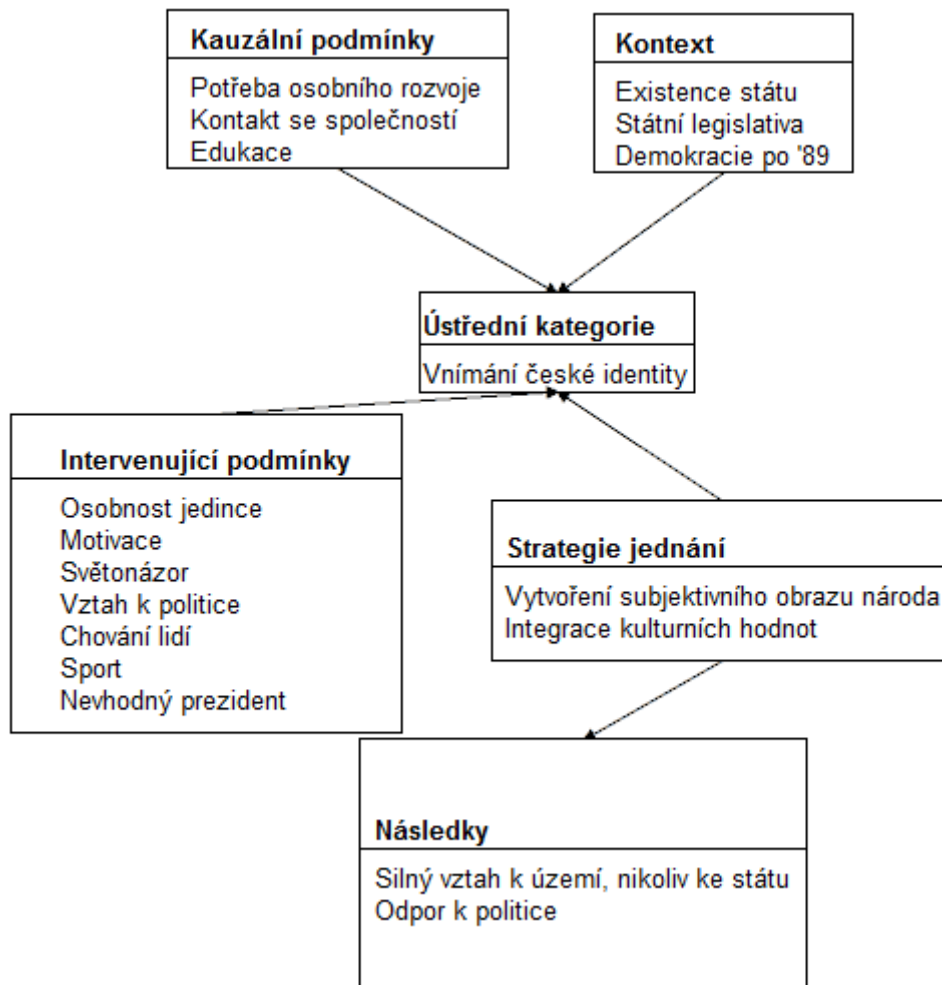 Kauzální podmínky
Potřeba osobního rozvoje
Kontakt se společností
Edukace
Kontext
Existence státu
Státní legislativa
Demokracie po '89
Ústřední kategorie
Vnímání české identity
Intervenující podmínky
Osobnost jedince
Motivace
Světonázor
Vztah k politice
Chování lidí
Sport
Nevhodný prezident
Strategie jednání
Vytvoření subjektivního obrazu národa
Integrace kulturních hodnot
Následky
Silný vztah k území, nikoliv ke státu
Odpor k politice